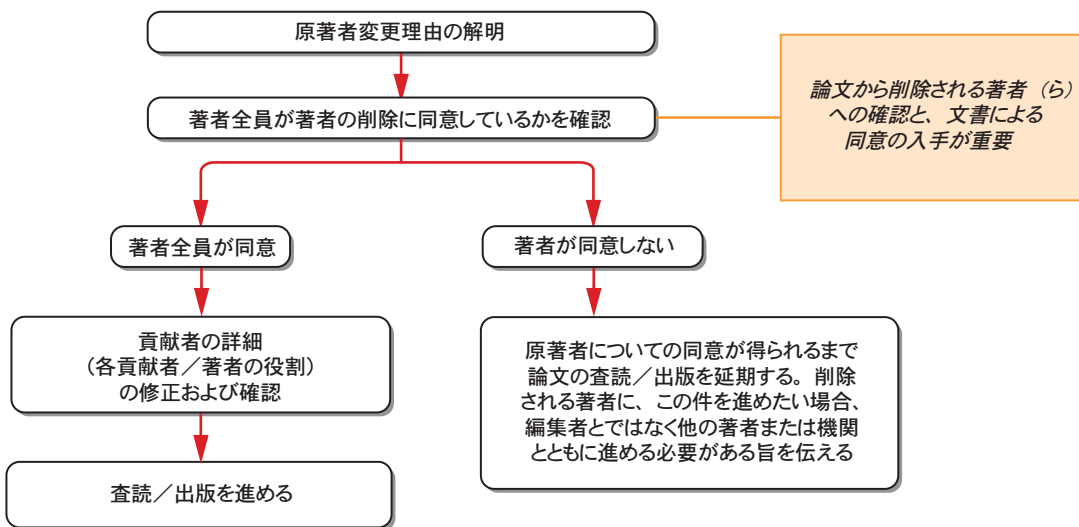 原著者変更理由の解明
著者全員が著者の削除に同意しているかを確認
論文から削除される著者（ら）
への確認と、文書による
同意の入手が重要
著者全員が同意
著者が同意しない
貢献者の詳細
（各貢献者／著者の役割）
の修正および確認
原著者についての同意が得られるまで
論文の査読／出版を延期する。削除
される著者に、この件を進めたい場合、
編集者とではなく他の著者または機関
とともに進める必要がある旨を伝える
査読／出版を進める